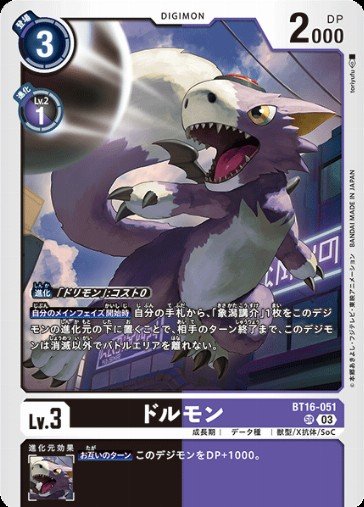 登場
3
DIGIMON
2000
DP
toriyufu
進化
Lv.2
1
BANDAI MADE IN JAPAN
©本郷あきよし・フジテレビ・東映アニメーション
進化 「ドリモン」:コスト0
自分のメインフェイズ開始時 自分の手札から、「象潟講介」1枚をこのデジ
モンの進化元の下に置くことで、相手のターン終了まで、このデジモン
は消滅以外でバトルエリアを離れない。
BT16-051
Lv.3
ドルモン
SR 03
成長期 データ種 獣型/X抗体/SoC
進化元効果
お互いのターン このデジモンをDP+1000。